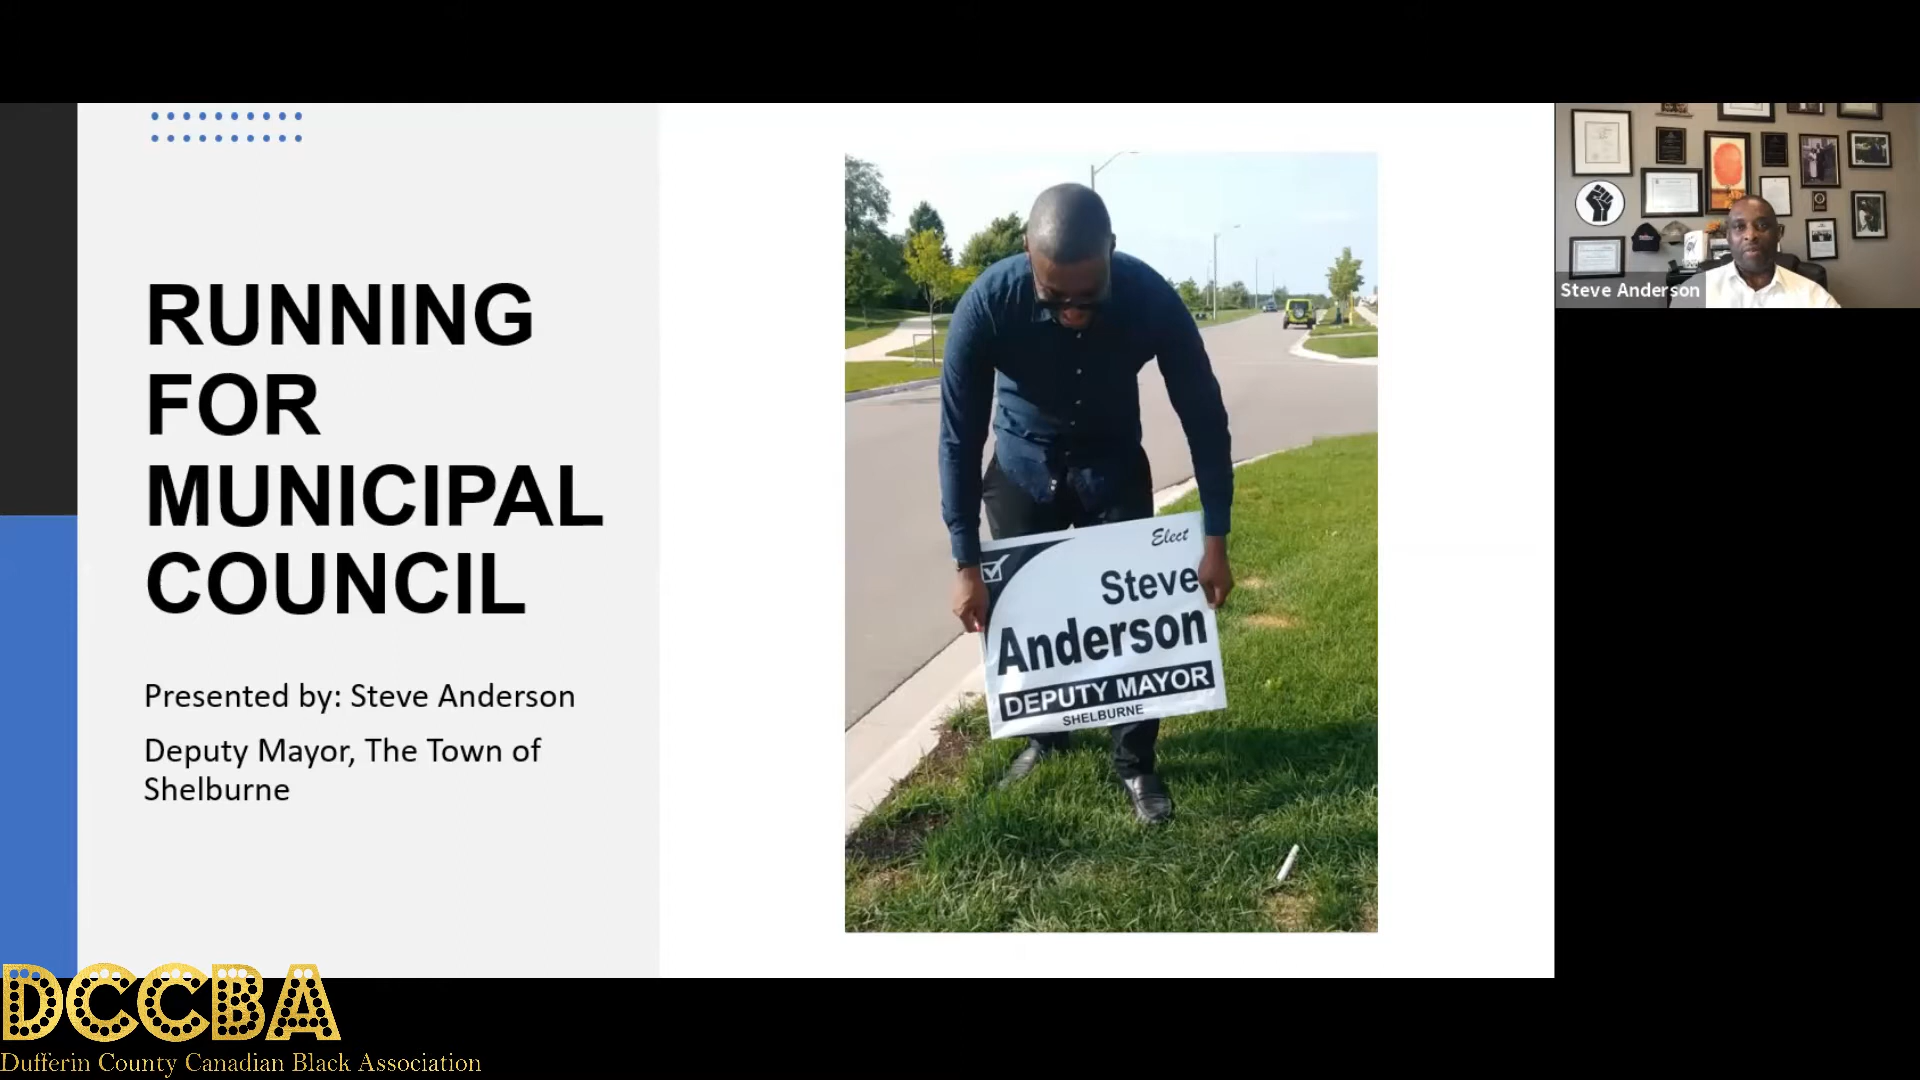 RUNNING
FOR
MUNICIPAL
COUNCIL
Presented by: Steve Anderson
Deputy Mayor, The Town of
Shelburne
Elect
Steve
Anderson
DEPUTY MAYOR
SHELBURNE
Steve Anderson
DCCBA
Dufferin County Canadian Black Association